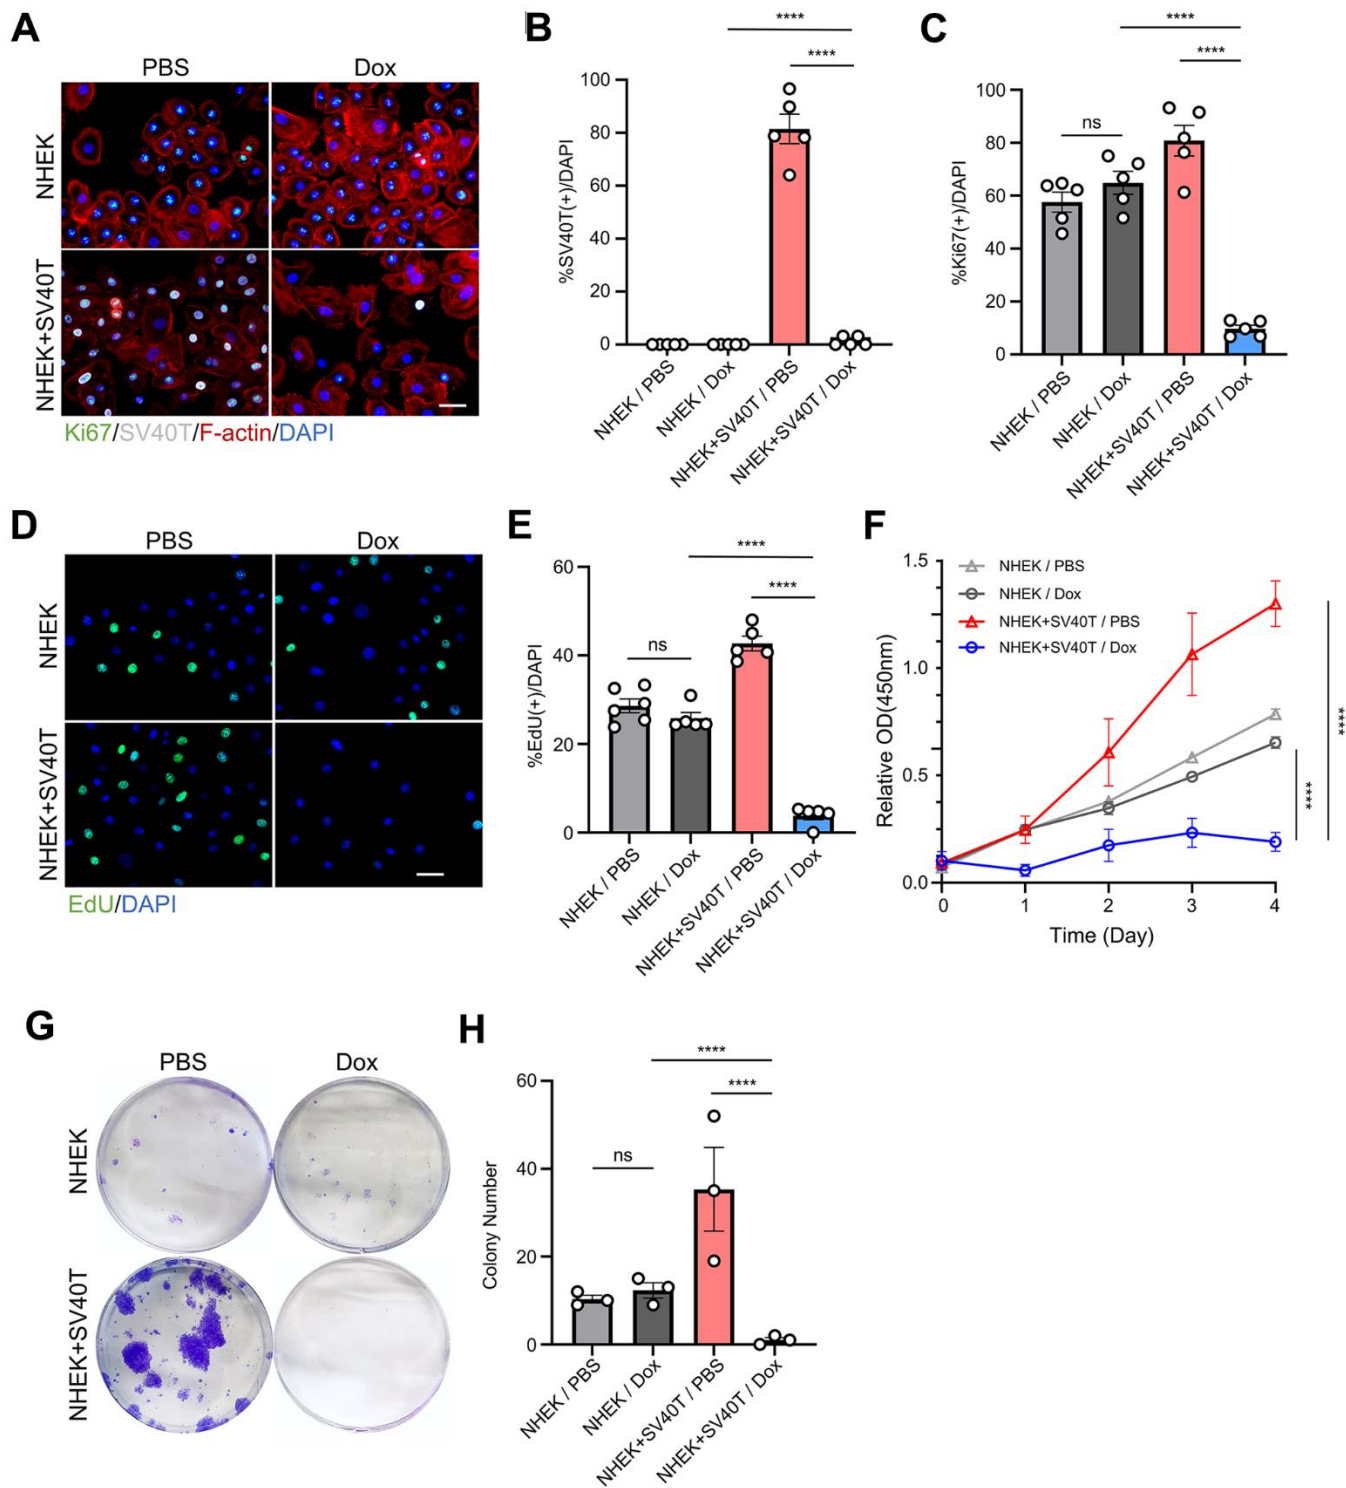 A
PBS Dox
NHEK
NHEK+SV40T
Ki67/SV40T/F-actin/DAPI
B
****
****
%SV40T(+)/DAPI
100
80
60
40
20
0
NHEK / PBS
NHEK / Dox
NHEK+SV40T / PBS
NHEK+SV40T / Dox
C
****
****
ns
%Ki67(+)/DAPI
100
80
60
40
20
0
NHEK / PBS
NHEK / Dox
NHEK+SV40T / PBS
NHEK+SV40T / Dox
D
PBS Dox
NHEK
NHEK+SV40T
EdU/DAPI
E
****
****
ns
%EdU(+)/DAPI
60
40
20
0
NHEK / PBS
NHEK / Dox
NHEK+SV40T / PBS
NHEK+SV40T / Dox
F
NHEK / PBS
NHEK / Dox
NHEK+SV40T / PBS
NHEK+SV40T / Dox
Relative OD(450nm)
1.5
1.0
0.5
0.0
0 1 2 3 4
Time (Day)
****
****
G
PBS Dox
NHEK
NHEK+SV40T
H
****
****
ns
Colony Number
60
40
20
0
NHEK / PBS
NHEK / Dox
NHEK+SV40T / PBS
NHEK+SV40T / Dox